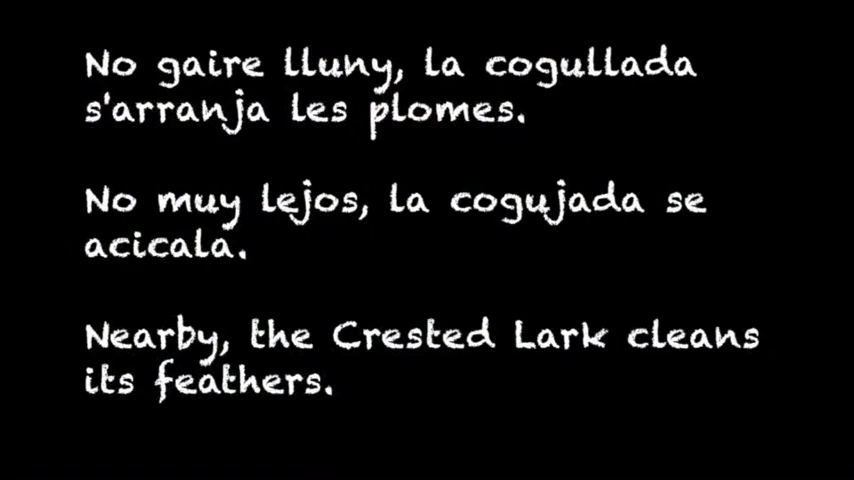 No gaire lluny, la cogullada
s'arranja les plomes.
No muy lejos, la cogujada se
acicala.
Nearby, the Crested Lark cleans
its feathers.